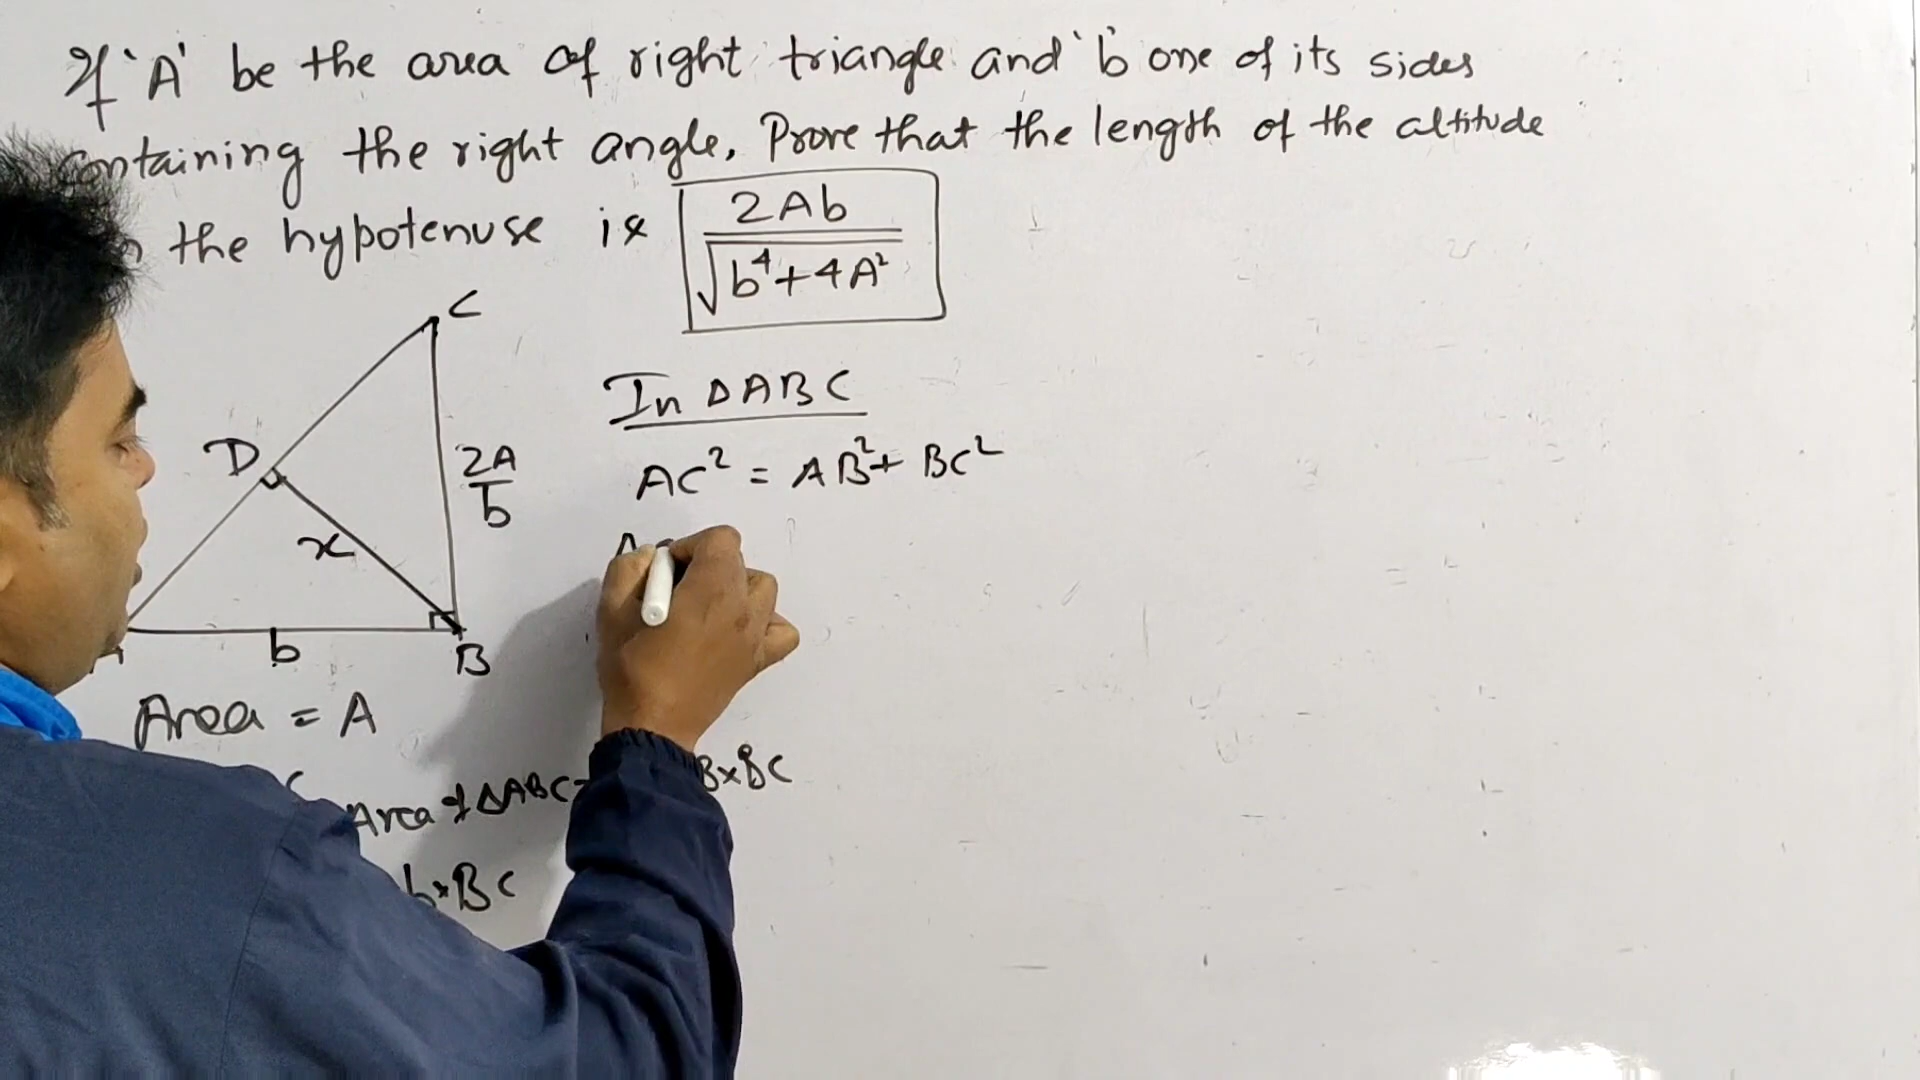 If 'A' be the area of right triangle and 'b' one of its sides
containing the right angle. Prove that the length of the altitude
the hypotenuse is 2Ab / √b⁴+4A²
C
D
2A/b
x
b
B
Area = A
Area of ΔABC = B×BC
b×BC
In ΔABC
AC² = AB² + BC²